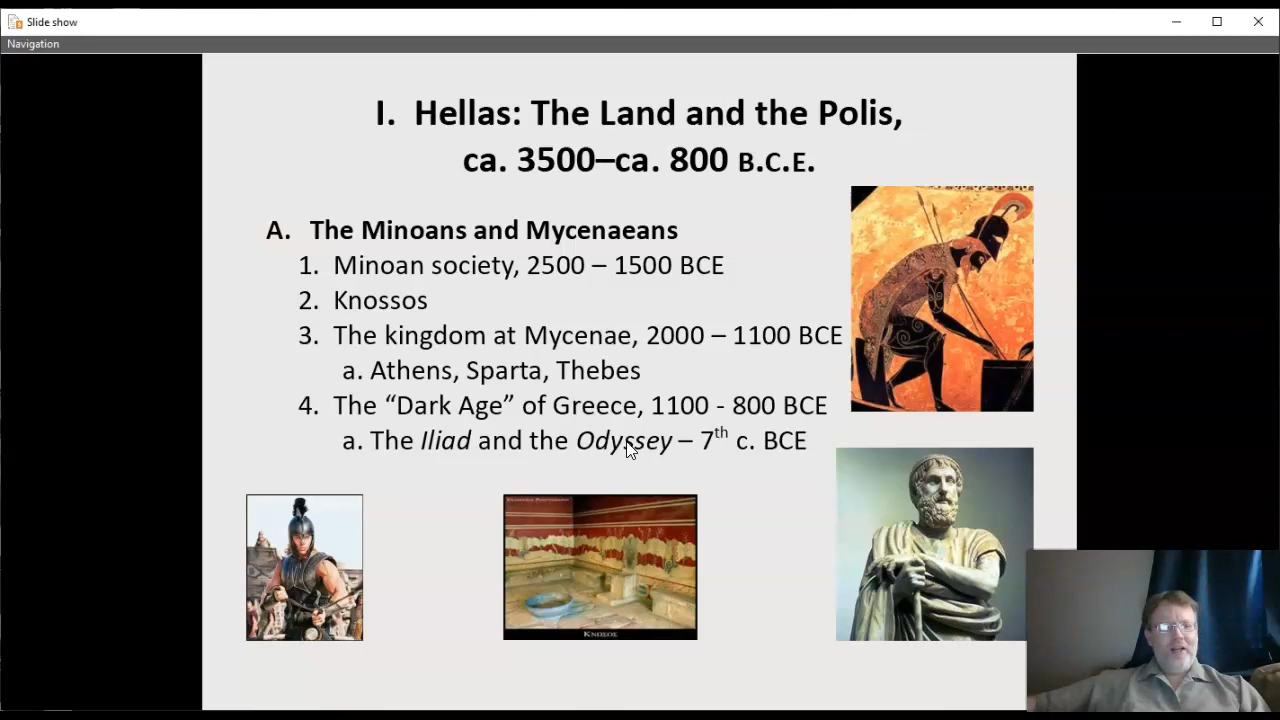 Slide show
Navigation
I. Hellas: The Land and the Polis,
ca. 3500–ca. 800 B.C.E.
A. The Minoans and Mycenaeans
1. Minoan society, 2500 – 1500 BCE
2. Knossos
3. The kingdom at Mycenae, 2000 – 1100 BCE
a. Athens, Sparta, Thebes
4. The “Dark Age” of Greece, 1100 - 800 BCE
a. The Iliad and the Odyssey – 7th c. BCE